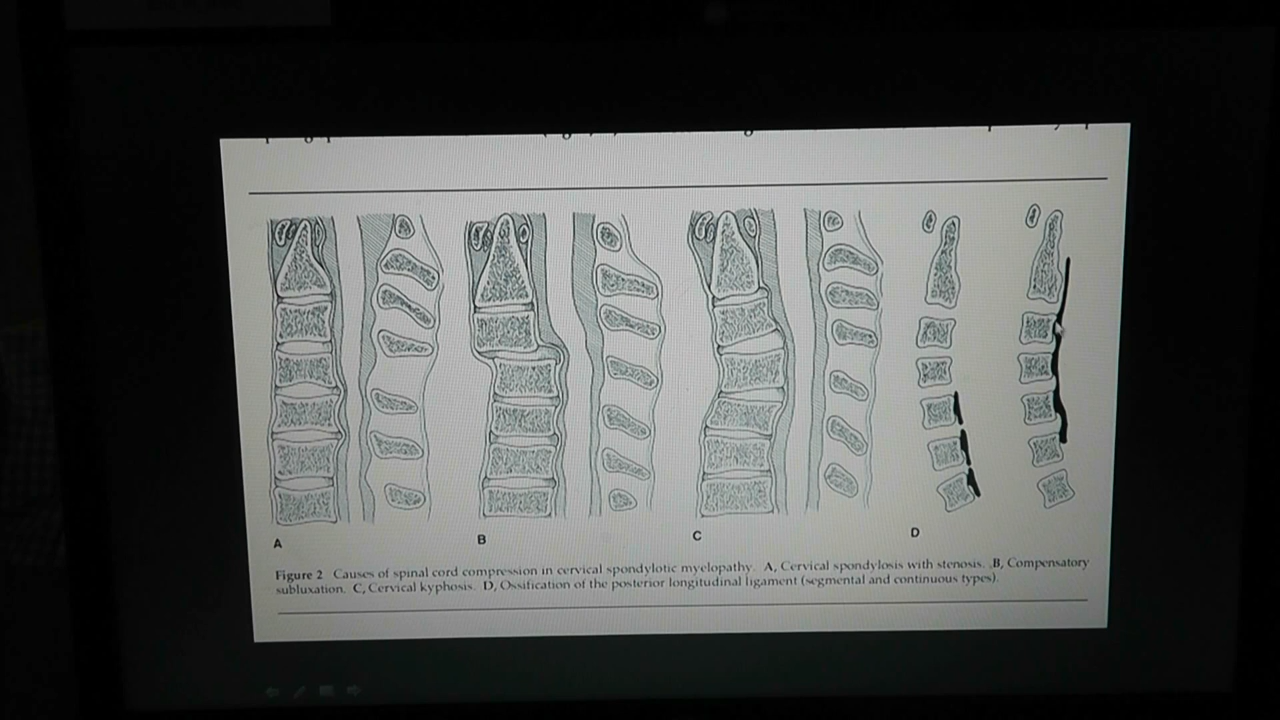 A
B
C
D
Figure 2 Causes of spinal cord compression in cervical spondylotic myelopathy. A, Cervical spondylosis with stenosis. B, Compensatory
subluxation. C, Cervical kyphosis. D, Ossification of the posterior longitudinal ligament (segmental and continuous types).